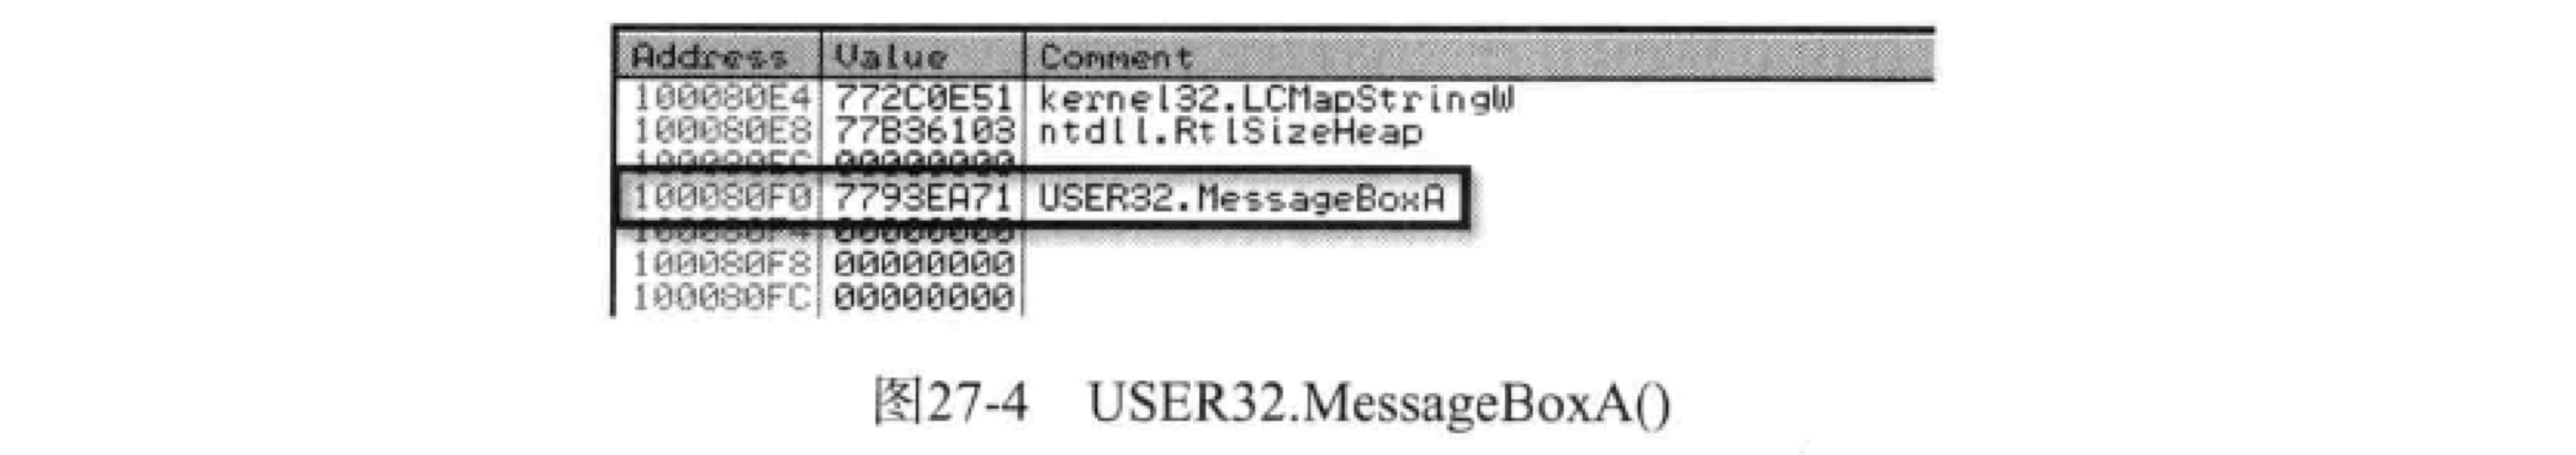 Address Value Comment
100080E4 772C0E51 kernel32.LCMapStringW
100080E8 77B36103 ntdll.RtlSizeHeap
100080EC 00000000
100080F0 7793EA71 USER32.MessageBoxA
100080F4 00000000
100080F8 00000000
100080FC 00000000
图27-4 USER32.MessageBoxA()